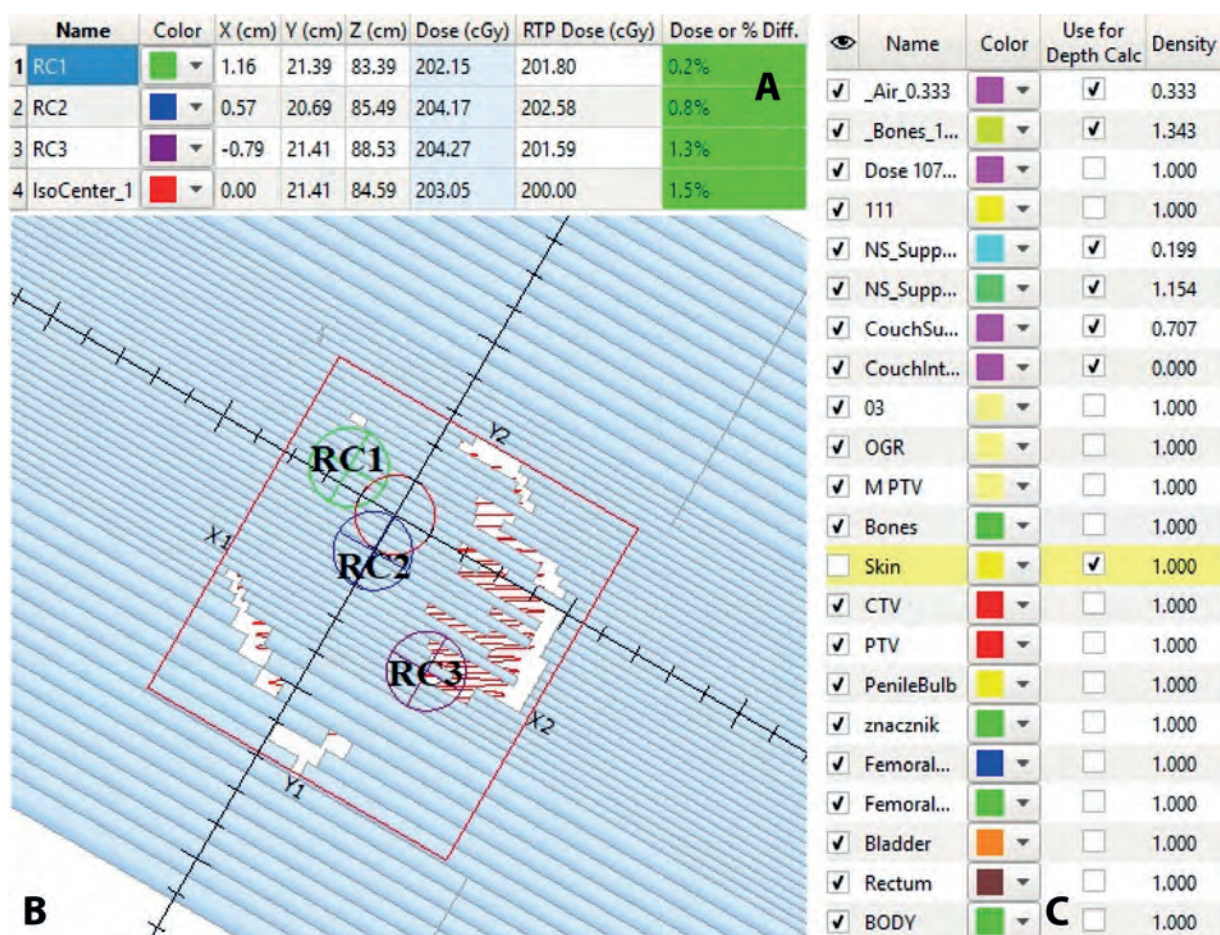 Name Color X (cm) Y (cm) Z (cm) Dose (cGy) RTP Dose (cGy) Dose or % Diff.
1 RC1 1.16 21.39 83.39 202.15 201.80 0.2%
2 RC2 0.57 20.69 85.49 204.17 202.58 0.8%
3 RC3 -0.79 21.41 88.53 204.27 201.59 1.3%
4 IsoCenter_1 0.00 21.41 84.59 203.05 200.00 1.5%
A
Y2
RC1
X1
RC2
RC3
X2
Y1
B
Name Color Use for Depth Calc Density
_Air_0.333 0.333
_Bones_1... 1.343
Dose 107... 1.000
111 1.000
NS_Supp... 0.199
NS_Supp... 1.154
CouchSu... 0.707
CouchInt... 0.000
03 1.000
OGR 1.000
M PTV 1.000
Bones 1.000
Skin 1.000
CTV 1.000
PTV 1.000
PenileBulb 1.000
znacznik 1.000
Femoral... 1.000
Femoral... 1.000
Bladder 1.000
Rectum 1.000
BODY 1.000
C